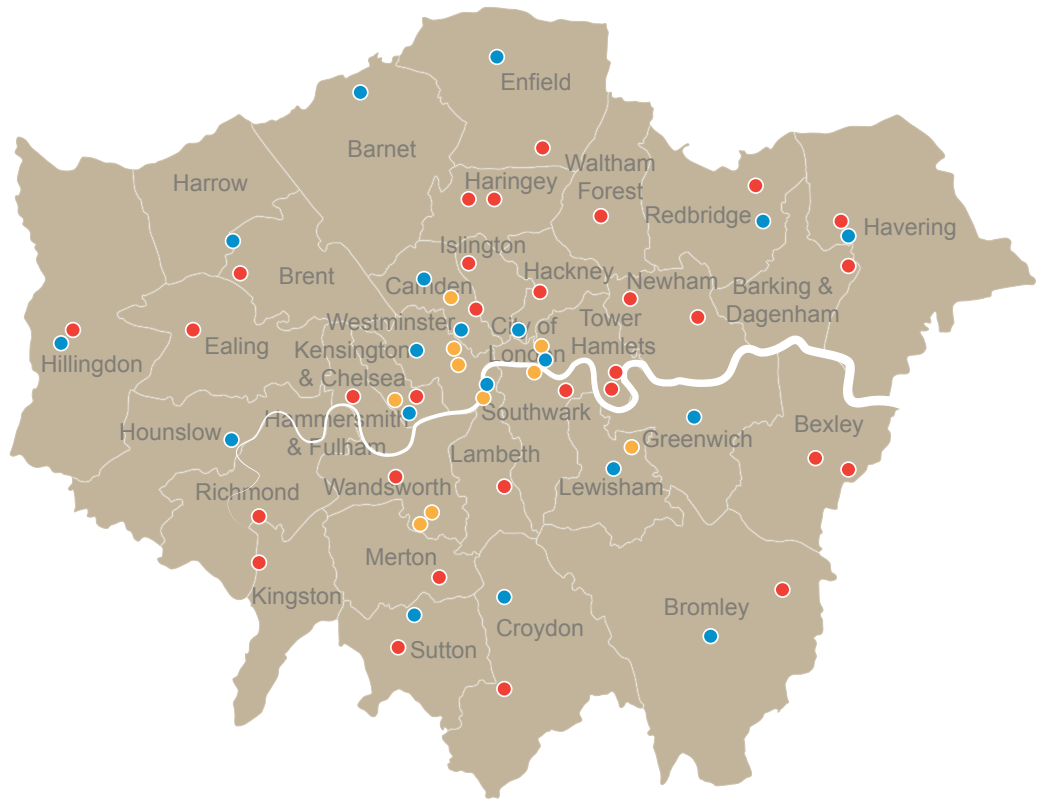 Enfield
Barnet
Waltham
Forest
Haringey
Harrow
Redbridge
Havering
Islington
Hackney
Brent
Camden
Newham
Barking &
Dagenham
Westminster
City of
London
Tower
Hamlets
Ealing
Kensington
& Chelsea
Hillingdon
Hammersmith
& Fulham
Southwark
Hounslow
Greenwich
Bexley
Lambeth
Richmond
Wandsworth
Lewisham
Merton
Kingston
Bromley
Croydon
Sutton